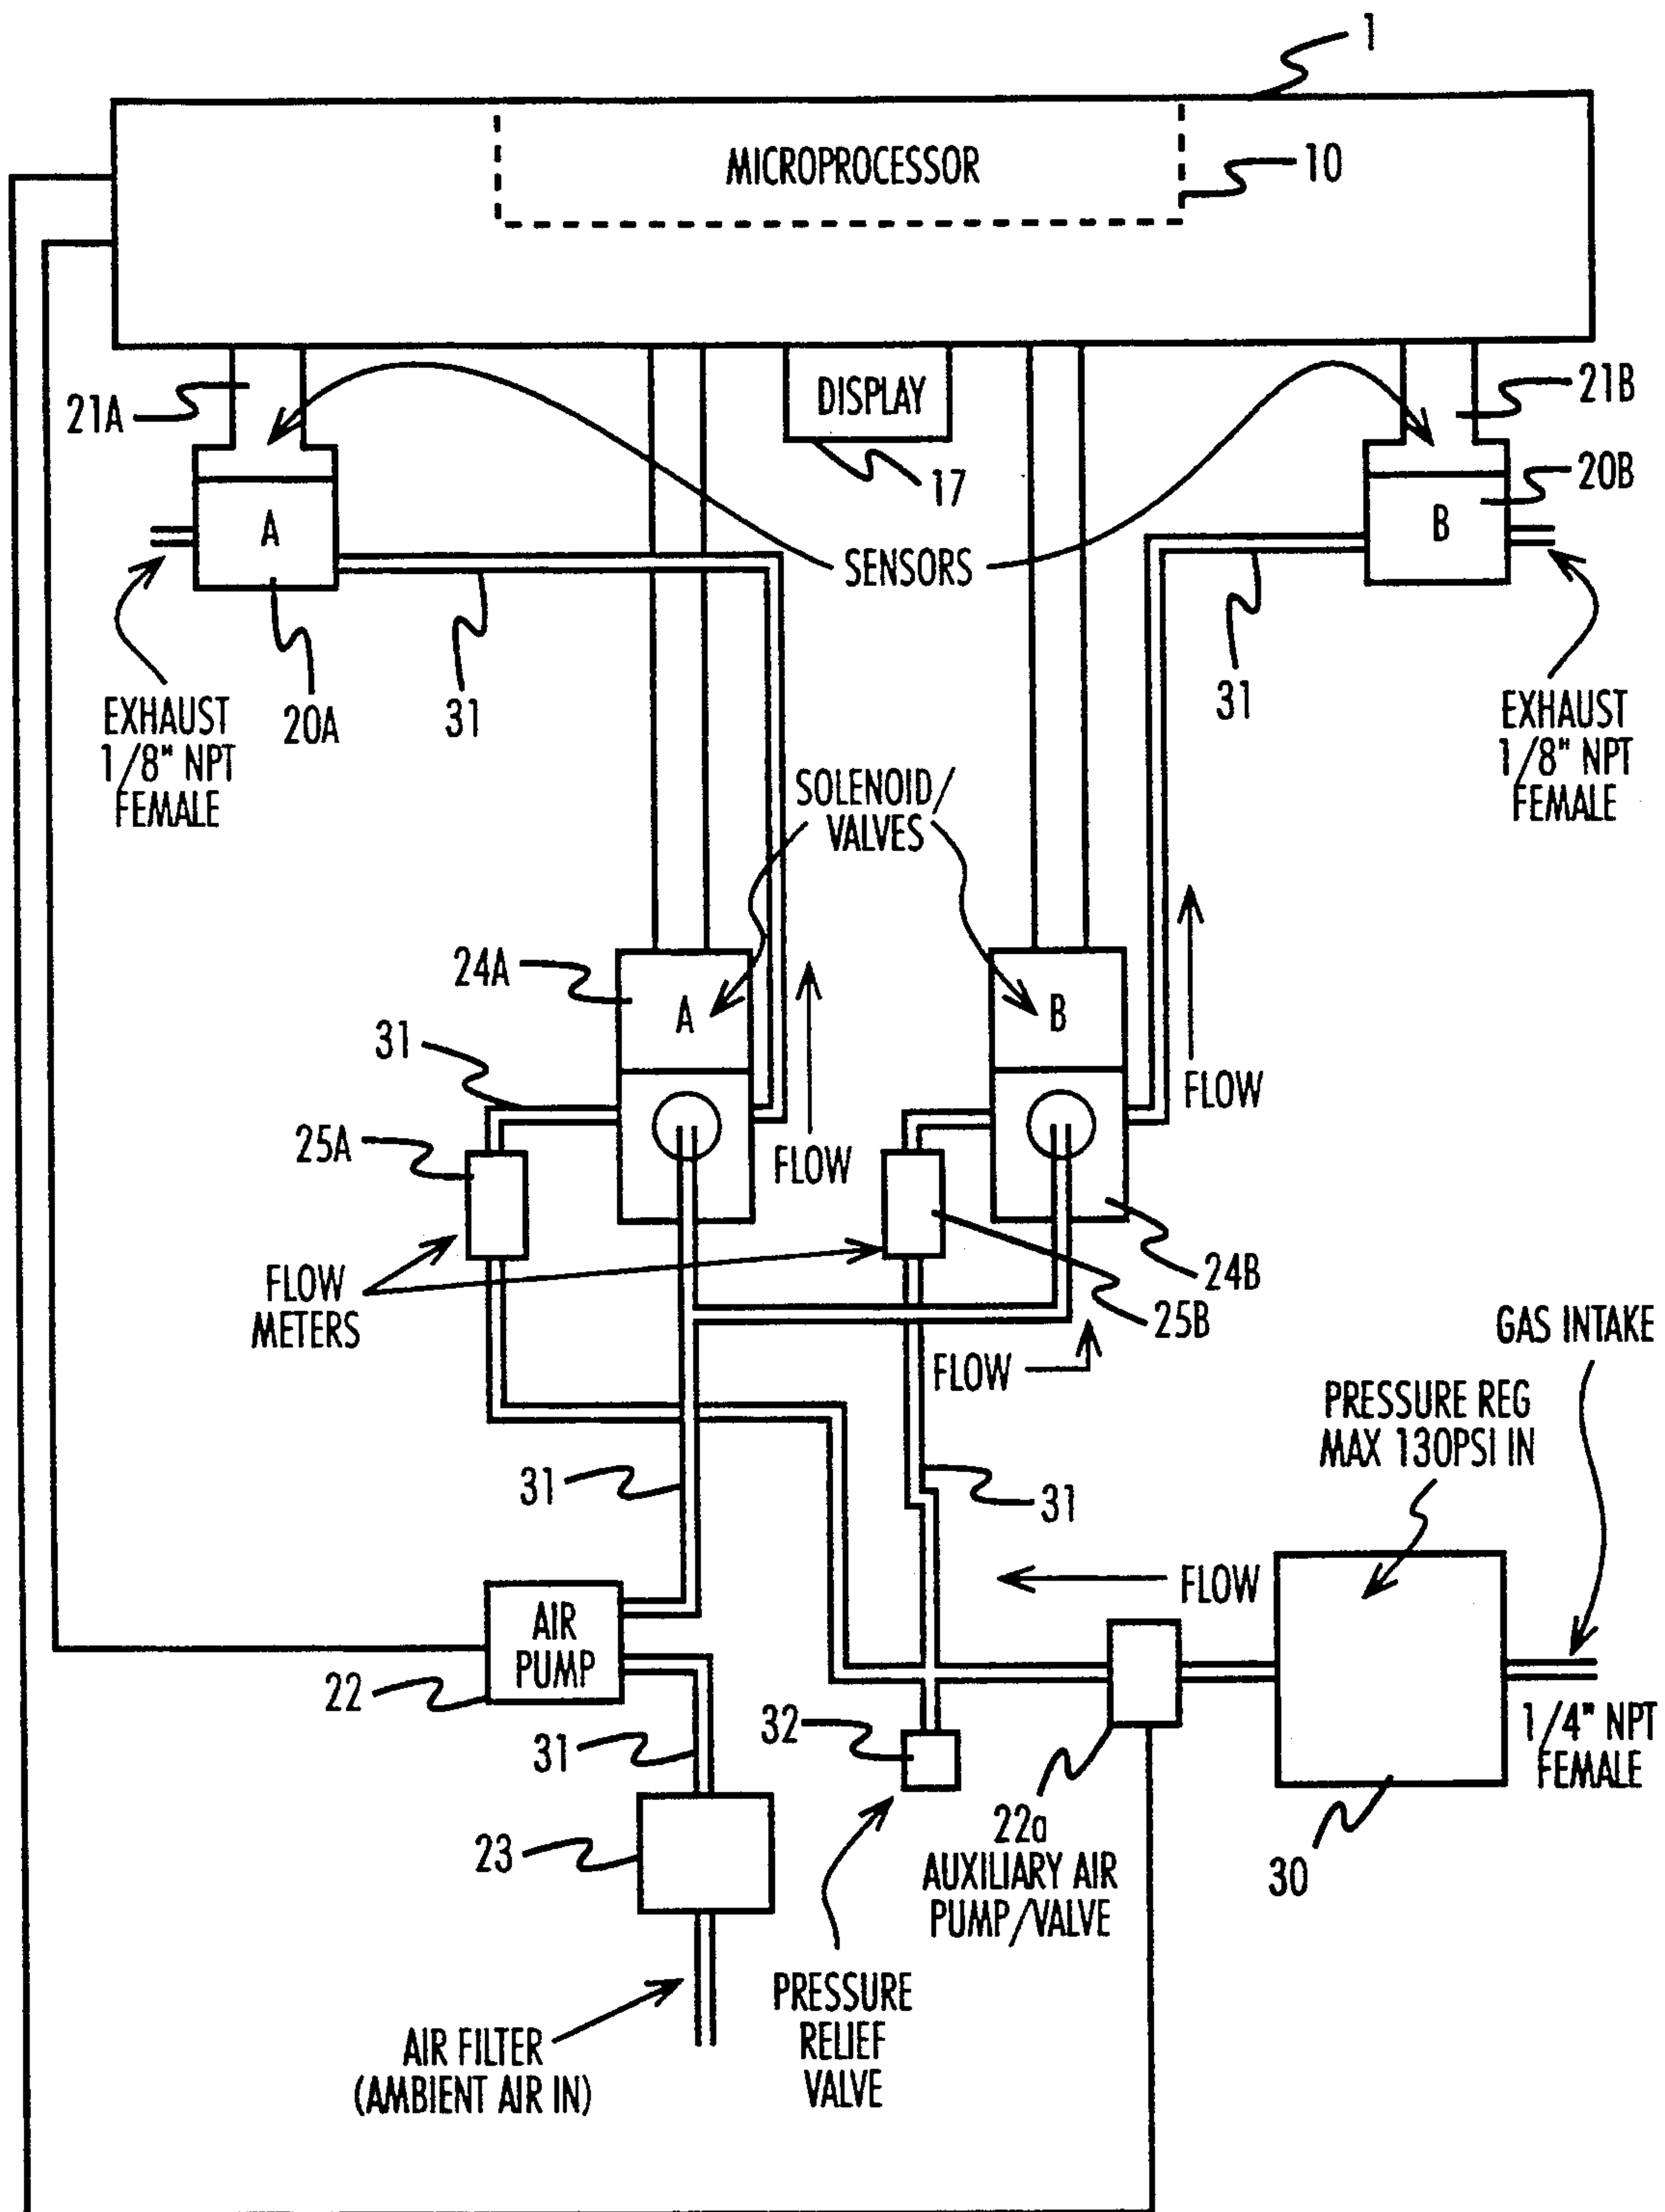 1
MICROPROCESSOR
10
21A
DISPLAY
21B
17
20B
A
SENSORS
B
EXHAUST
1/8" NPT
FEMALE
20A
31
31
EXHAUST
1/8" NPT
FEMALE
SOLENOID/
VALVES
24A
A
B
31
FLOW
25A
FLOW
FLOW
METERS
24B
25B
GAS INTAKE
FLOW
PRESSURE REG
MAX 130PSI IN
31
31
FLOW
AIR
PUMP
22
32
31
1/4" NPT
FEMALE
23
22a
AUXILIARY AIR
PUMP/VALVE
30
PRESSURE
RELIEF
VALVE
AIR FILTER
(AMBIENT AIR IN)